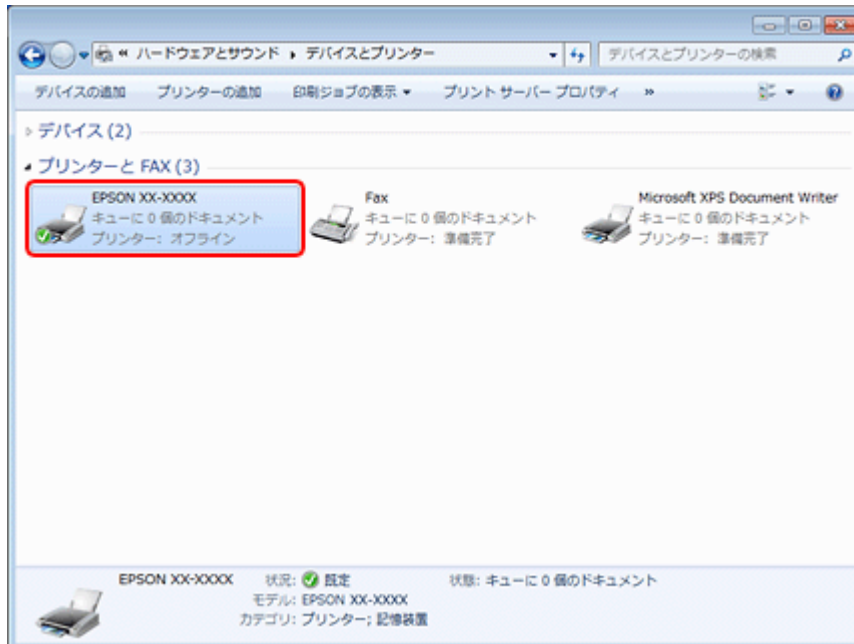 « ハードウェアとサウンド ▸ デバイスとプリンター
デバイスとプリンターの検索
デバイスの追加 プリンターの追加 印刷ジョブの表示 ▼ プリント サーバー プロパティ »
デバイス (2)
プリンターと FAX (3)
EPSON XX-XXXX
キューに 0 個のドキュメント
プリンター: オフライン
Fax
キューに 0 個のドキュメント
プリンター: 準備完了
Microsoft XPS Document Writer
キューに 0 個のドキュメント
プリンター: 準備完了
EPSON XX-XXXX 状況: 既定 状態: キューに 0 個のドキュメント
モデル: EPSON XX-XXXX
カテゴリ: プリンター; 記憶装置